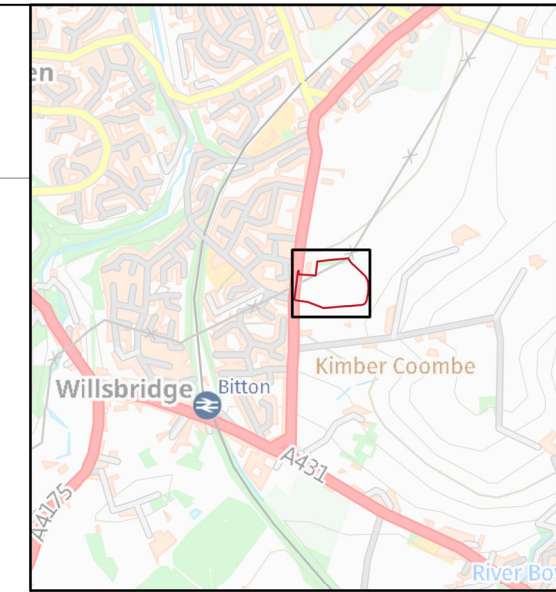 en
Kimber Coombe
Willsbridge
Bitton
A431
A4175
River Bo